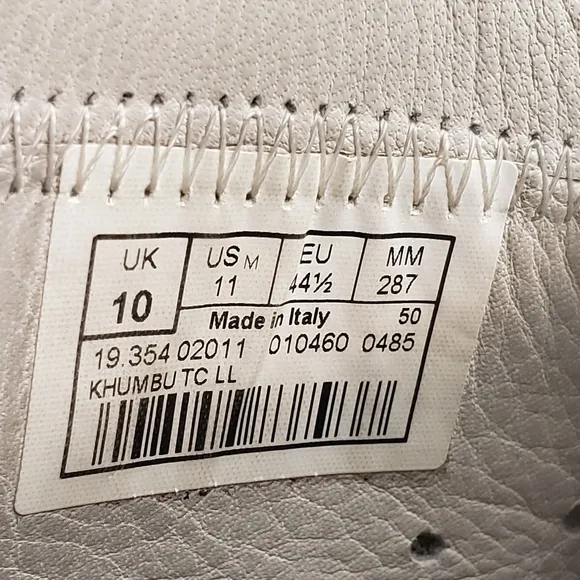 UK US M EU MM
10 11 44½ 287
Made in Italy 50
19.354 02011 010460 0485
KHUMBU TC LL